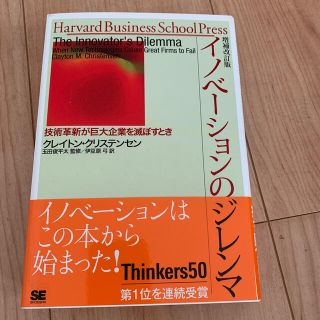 Harvard Business School Press
The Innovator's Dilemma
When New Technologies Cause Great Firms to Fail
Clayton M. Christensen
増補改訂版
イノベーションのジレンマ
技術革新が巨大企業を滅ぼすとき
クレイトン・クリステンセン
玉田俊平太 監修/伊豆原 弓 訳
イノベーションは
この本から
始まった!
Thinkers50
第1位を連続受賞
SE
SHOEISHA